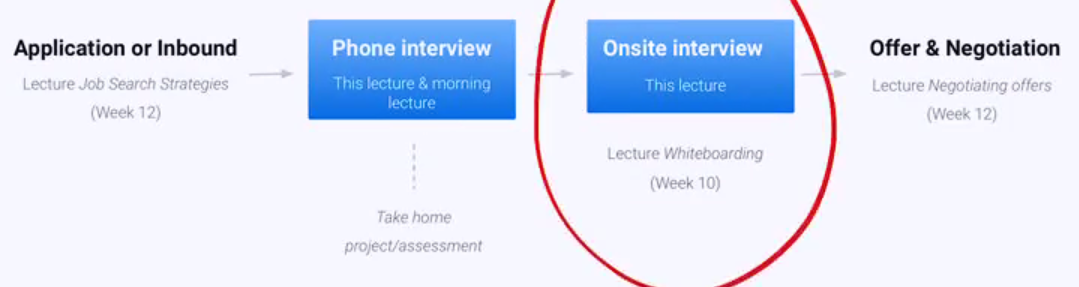 Application or Inbound
Lecture Job Search Strategies
(Week 12)
Phone interview
This lecture & morning
lecture
Take home
project/assessment
Onsite interview
This lecture
Lecture Whiteboarding
(Week 10)
Offer & Negotiation
Lecture Negotiating offers
(Week 12)